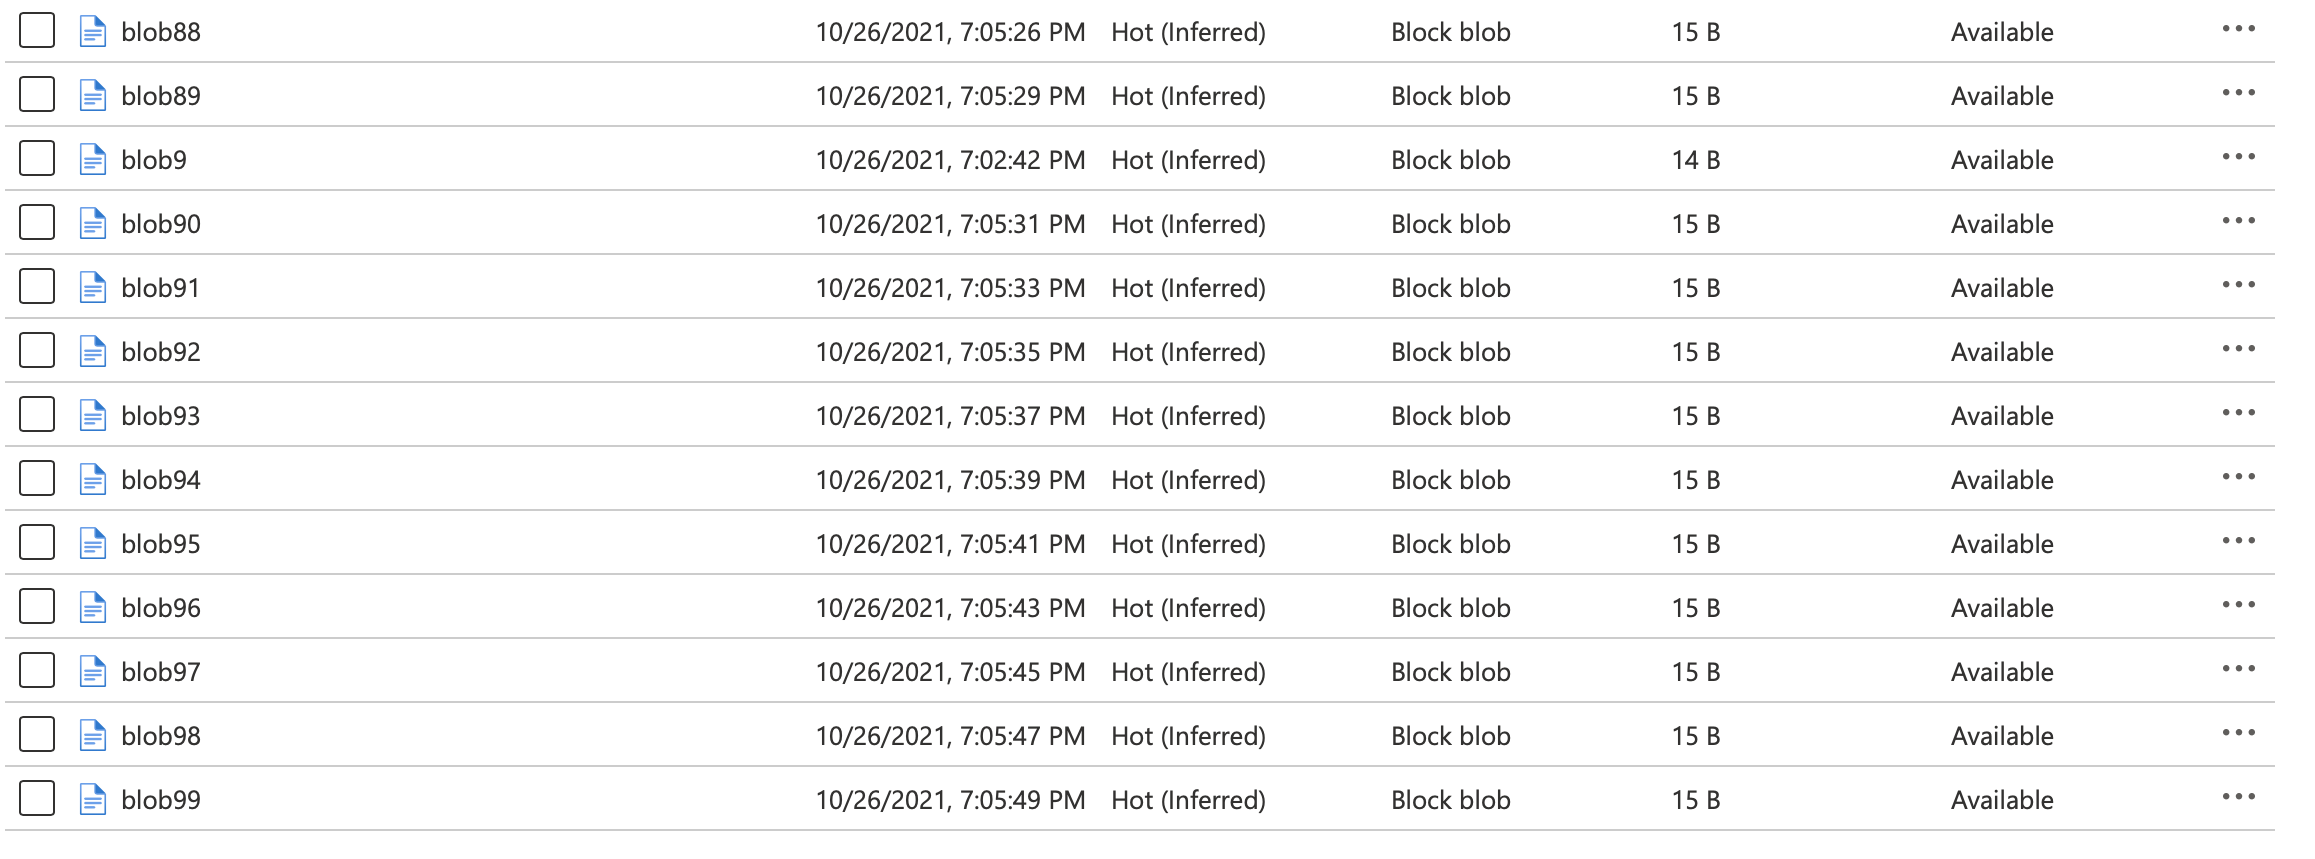 blob88 10/26/2021, 7:05:26 PM Hot (Inferred) Block blob 15 B Available ...
blob89 10/26/2021, 7:05:29 PM Hot (Inferred) Block blob 15 B Available ...
blob9 10/26/2021, 7:02:42 PM Hot (Inferred) Block blob 14 B Available ...
blob90 10/26/2021, 7:05:31 PM Hot (Inferred) Block blob 15 B Available ...
blob91 10/26/2021, 7:05:33 PM Hot (Inferred) Block blob 15 B Available ...
blob92 10/26/2021, 7:05:35 PM Hot (Inferred) Block blob 15 B Available ...
blob93 10/26/2021, 7:05:37 PM Hot (Inferred) Block blob 15 B Available ...
blob94 10/26/2021, 7:05:39 PM Hot (Inferred) Block blob 15 B Available ...
blob95 10/26/2021, 7:05:41 PM Hot (Inferred) Block blob 15 B Available ...
blob96 10/26/2021, 7:05:43 PM Hot (Inferred) Block blob 15 B Available ...
blob97 10/26/2021, 7:05:45 PM Hot (Inferred) Block blob 15 B Available ...
blob98 10/26/2021, 7:05:47 PM Hot (Inferred) Block blob 15 B Available ...
blob99 10/26/2021, 7:05:49 PM Hot (Inferred) Block blob 15 B Available ...